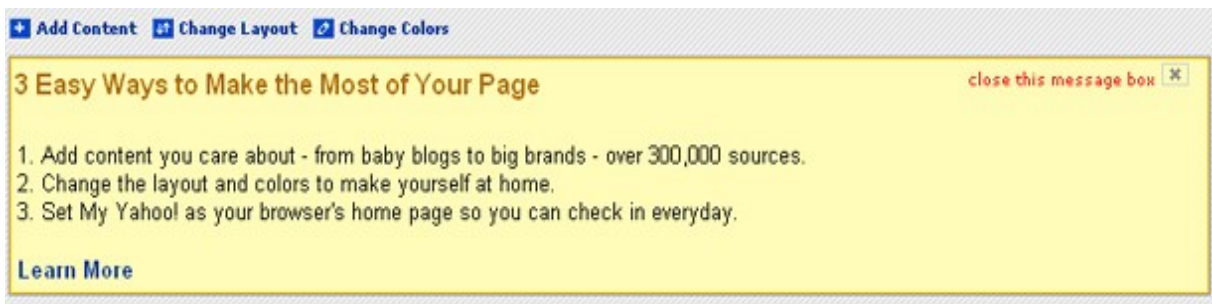 Add Content Change Layout Change Colors
3 Easy Ways to Make the Most of Your Page
close this message box
1. Add content you care about - from baby blogs to big brands - over 300,000 sources.
2. Change the layout and colors to make yourself at home.
3. Set My Yahoo! as your browser's home page so you can check in everyday.
Learn More